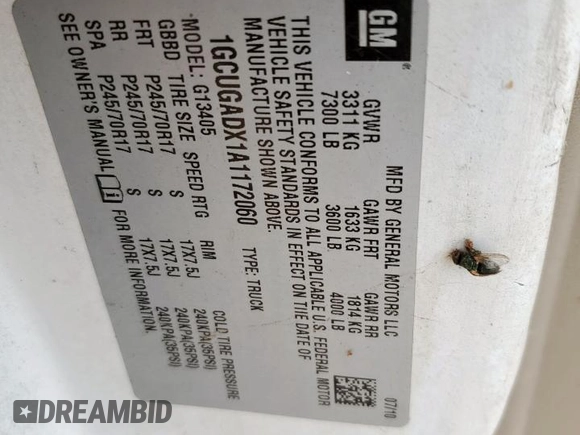 GM
®
MFD BY GENERAL MOTORS LLC
07/10
GVWR GAWR FRT GAWR RR
3311 KG 1633 KG 1814 KG
7300 LB 3600 LB 4000 LB
THIS VEHICLE CONFORMS TO ALL APPLICABLE U.S. FEDERAL MOTOR
VEHICLE SAFETY STANDARDS IN EFFECT ON THE DATE OF
MANUFACTURE SHOWN ABOVE.
1GCUGADX1A1172060 TYPE: TRUCK
MODEL: G13405
GBBD TIRE SIZE SPEED RTG RIM COLD TIRE PRESSURE
FRT P245/70R17 S 17X7.5J 240KPA(35PSI)
RR P245/70R17 S 17X7.5J 240KPA(35PSI)
SPA P245/70R17 S 17X7.5J 240KPA(35PSI)
SEE OWNER'S MANUAL FOR MORE INFORMATION.
DREAMBID